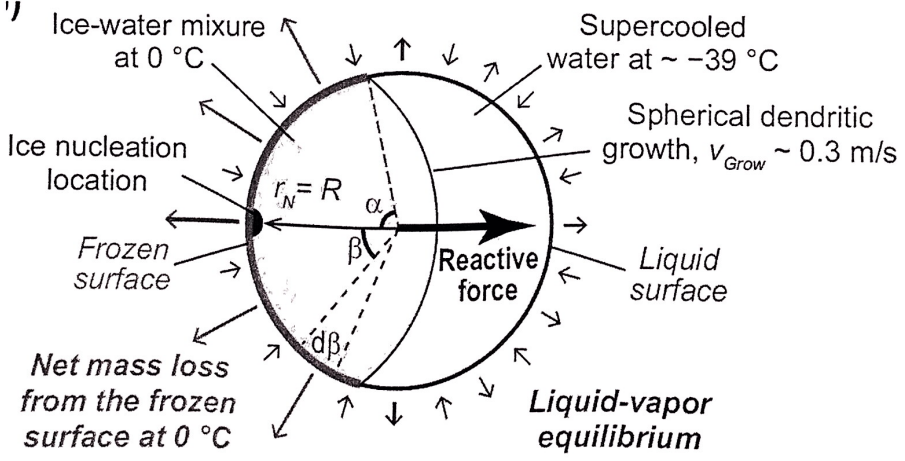 Ice-water mixure
at 0 °C
Supercooled
water at ~ −39 °C
Ice nucleation
location
Spherical dendritic
growth, vGrow ~ 0.3 m/s
rN = R
α
β
dβ
Frozen
surface
Reactive
force
Liquid
surface
Net mass loss
from the frozen
surface at 0 °C
Liquid-vapor
equilibrium